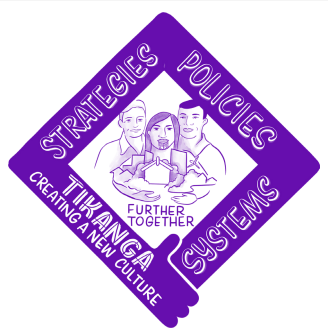 STRATEGIES
POLICIES
SYSTEMS
TIKANGA
CREATING A NEW CULTURE
FURTHER
TOGETHER